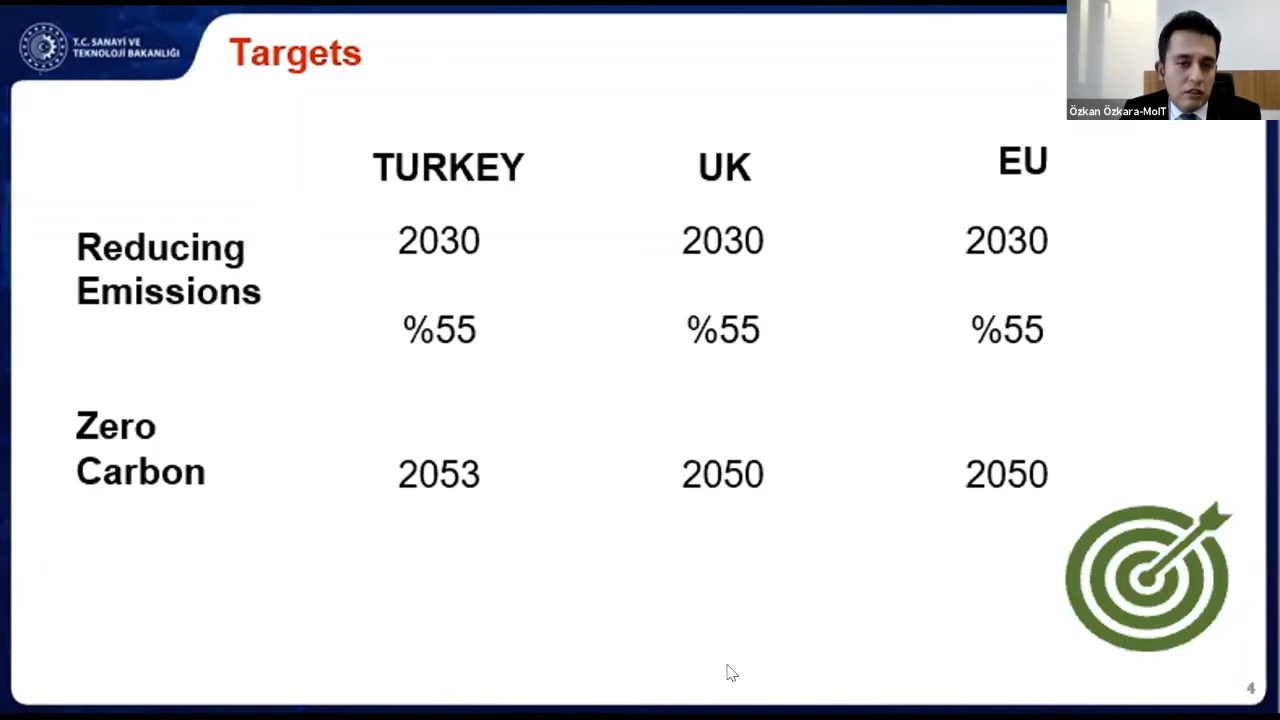 T.C. SANAYİ VE
TEKNOLOJİ BAKANLIĞI
Targets
Özkan Özkara-MoIT
TURKEY UK EU
Reducing
Emissions
2030 2030 2030
%55 %55 %55
Zero
Carbon
2053 2050 2050
4